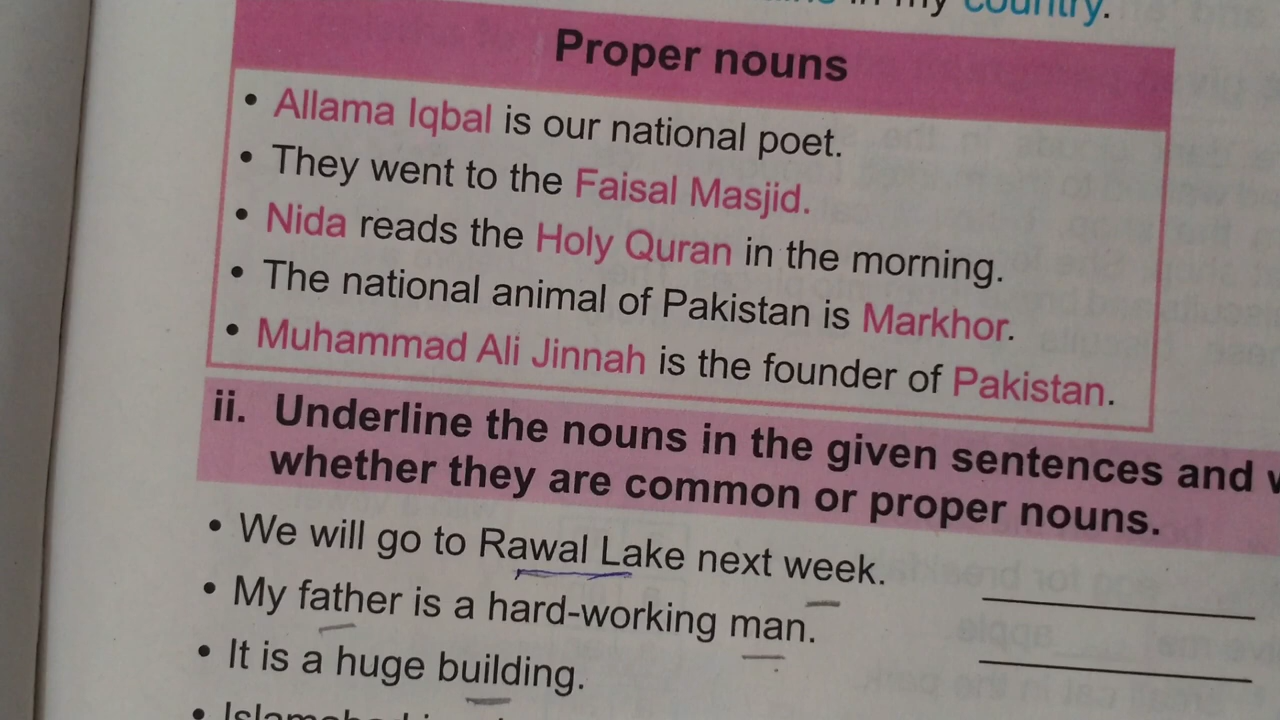 in my country.
Proper nouns
• Allama Iqbal is our national poet.
• They went to the Faisal Masjid.
• Nida reads the Holy Quran in the morning.
• The national animal of Pakistan is Markhor.
• Muhammad Ali Jinnah is the founder of Pakistan.
ii. Underline the nouns in the given sentences and
whether they are common or proper nouns.
• We will go to Rawal Lake next week.
• My father is a hard-working man.
• It is a huge building.
•